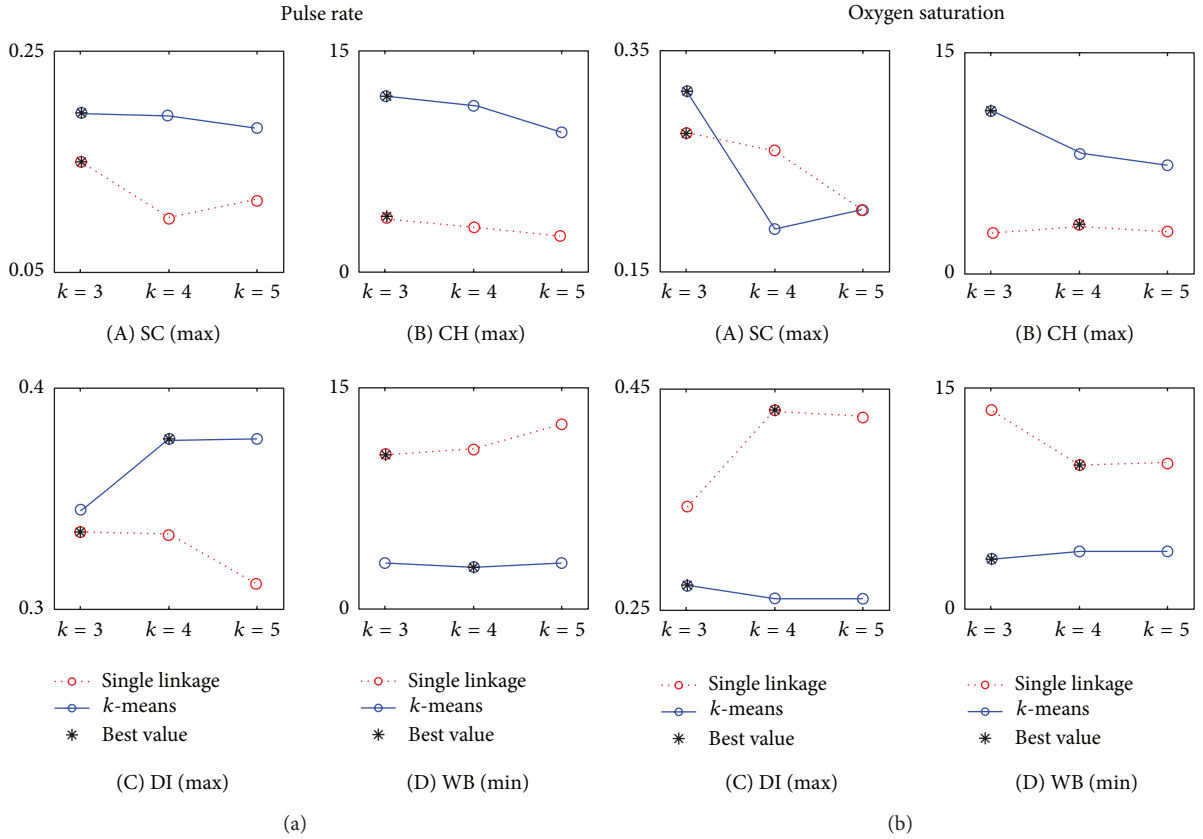 Pulse rate
Oxygen saturation
0.25
0.05
k = 3 k = 4 k = 5
(A) SC (max)
15
0
k = 3 k = 4 k = 5
(B) CH (max)
0.35
0.15
k = 3 k = 4 k = 5
(A) SC (max)
15
0
k = 3 k = 4 k = 5
(B) CH (max)
0.4
0.3
k = 3 k = 4 k = 5
Single linkage
k-means
Best value
(C) DI (max)
15
0
k = 3 k = 4 k = 5
Single linkage
k-means
Best value
(D) WB (min)
0.45
0.25
k = 3 k = 4 k = 5
Single linkage
k-means
Best value
(C) DI (max)
15
0
k = 3 k = 4 k = 5
Single linkage
k-means
Best value
(D) WB (min)
(a)
(b)